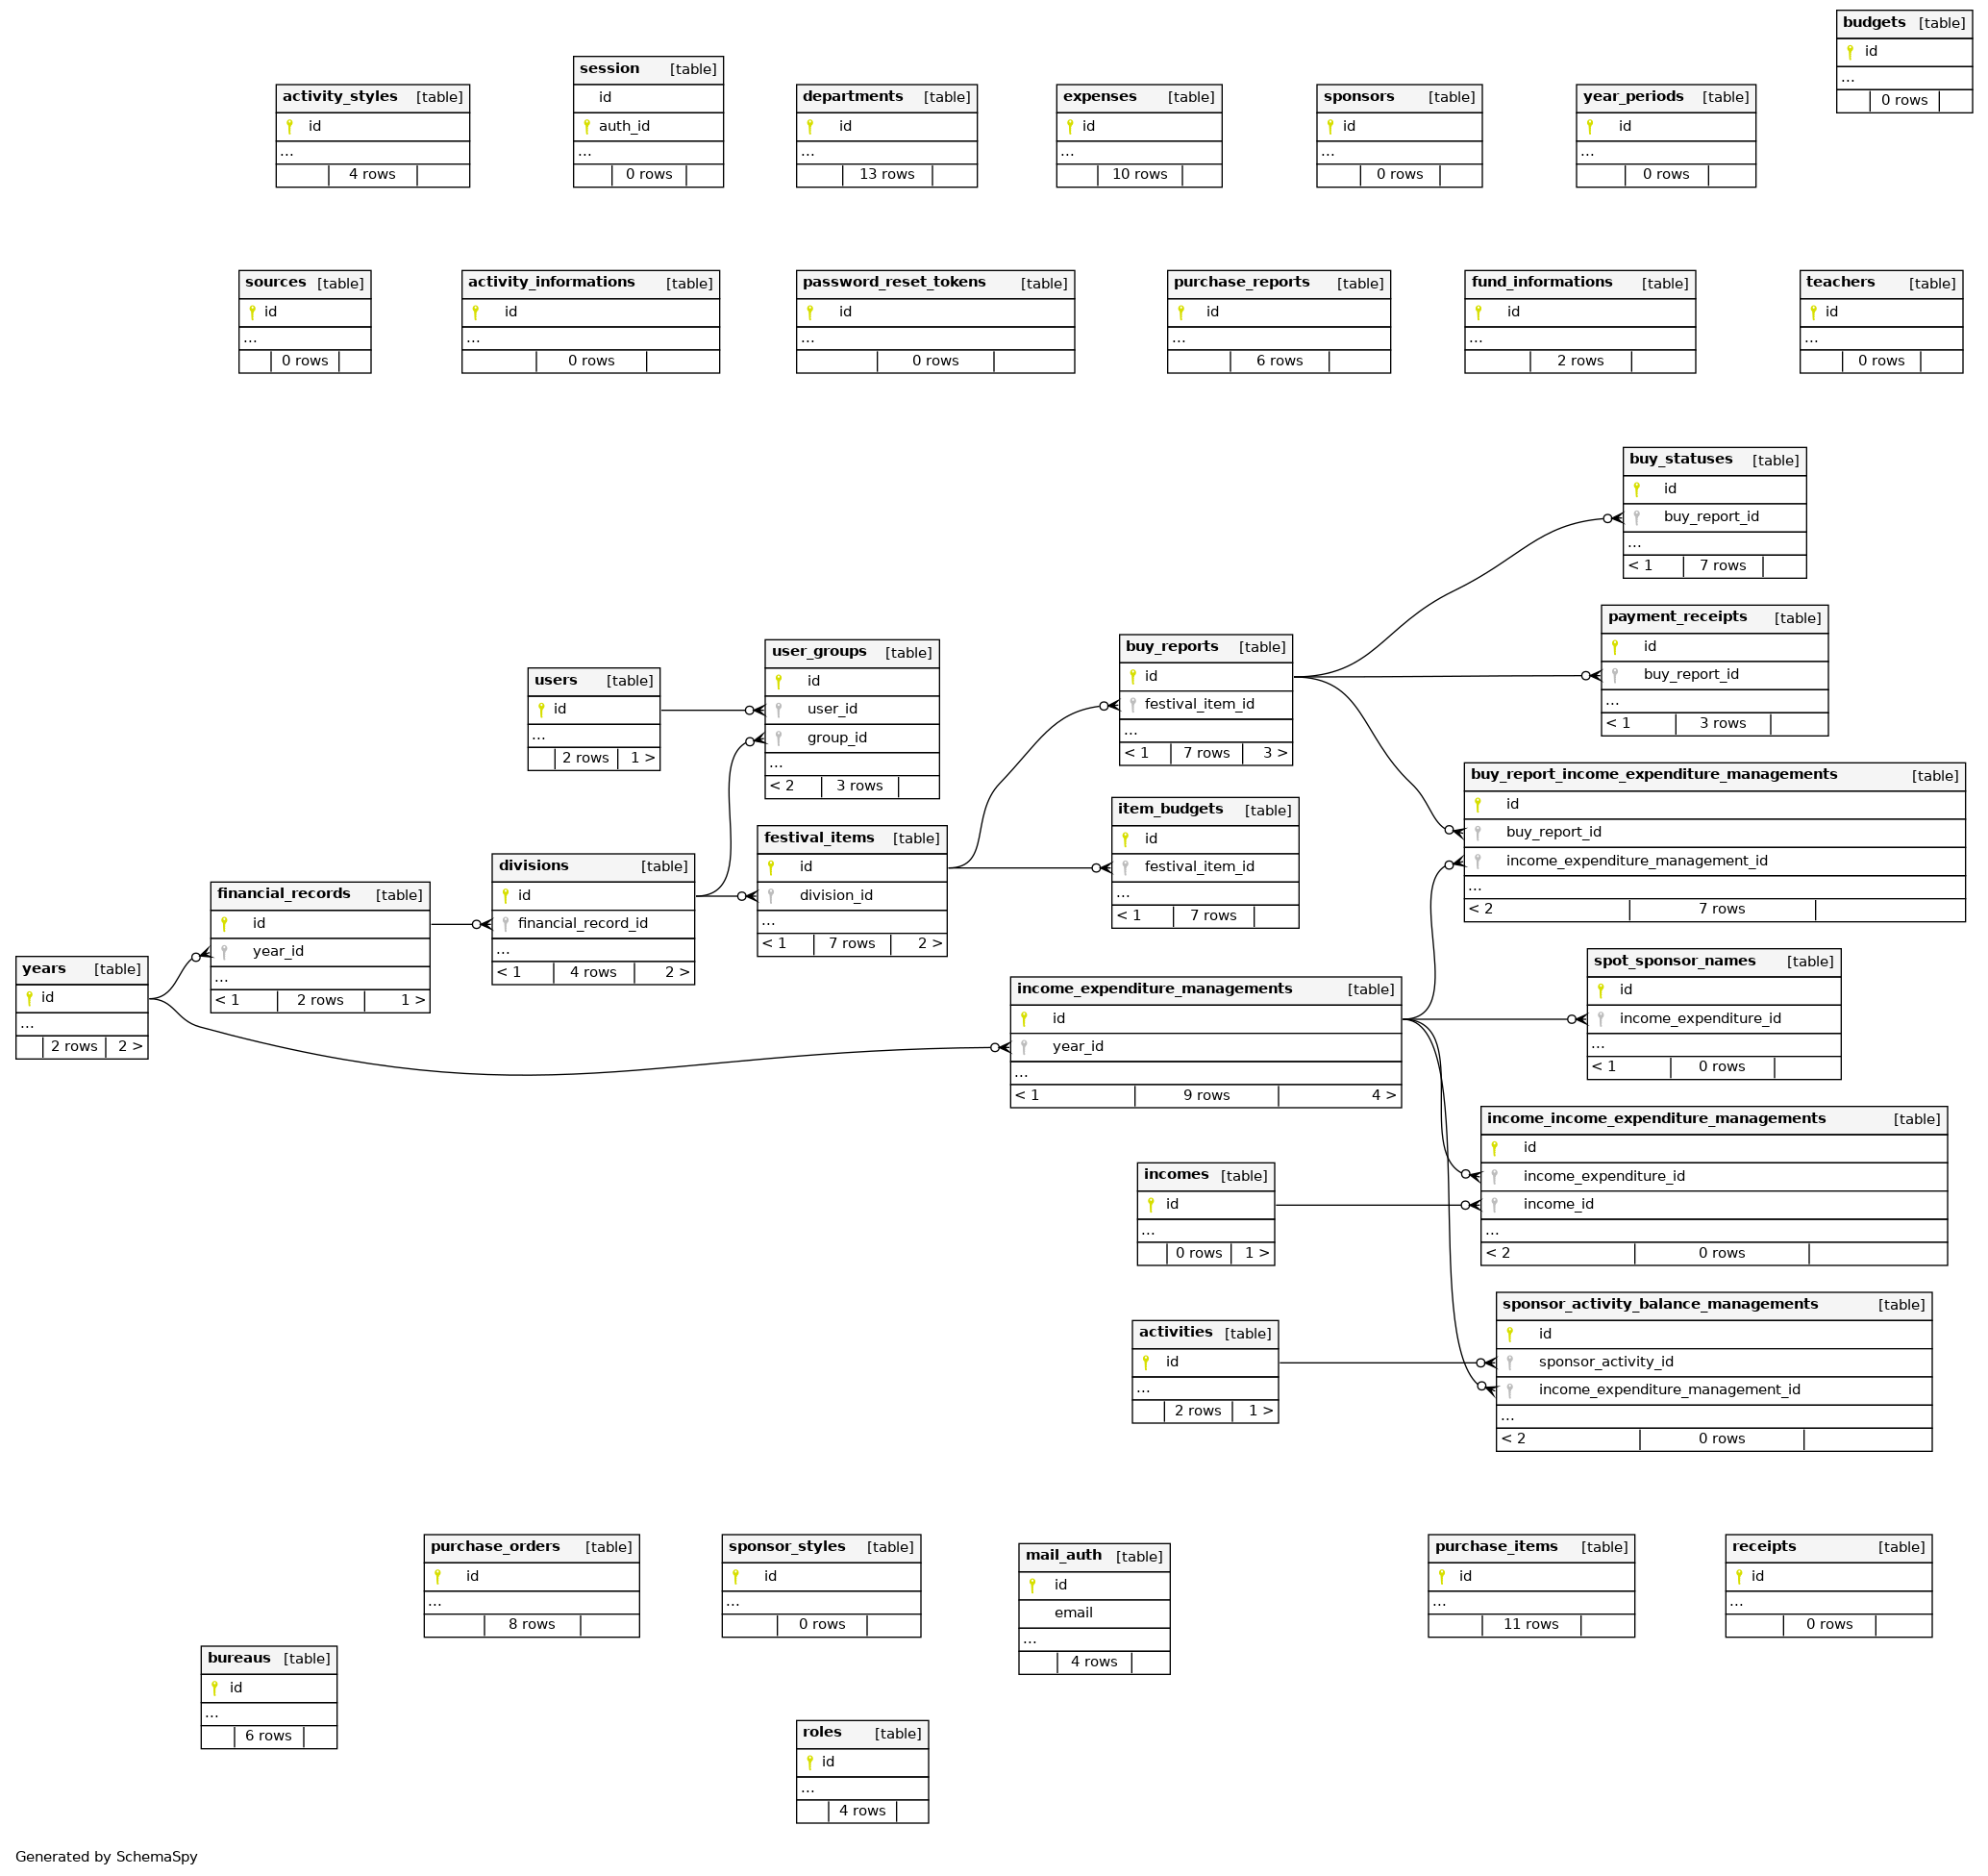 budgets [table]
id
...
0 rows
session [table]
id
auth_id
...
0 rows
activity_styles [table]
id
...
4 rows
departments [table]
id
...
13 rows
expenses [table]
id
...
10 rows
sponsors [table]
id
...
0 rows
year_periods [table]
id
...
0 rows
sources [table]
id
...
0 rows
activity_informations [table]
id
...
0 rows
password_reset_tokens [table]
id
...
0 rows
purchase_reports [table]
id
...
6 rows
fund_informations [table]
id
...
2 rows
teachers [table]
id
...
0 rows
buy_statuses [table]
id
buy_report_id
...
< 1 7 rows
payment_receipts [table]
id
buy_report_id
...
< 1 3 rows
buy_reports [table]
id
festival_item_id
...
< 1 7 rows 3 >
user_groups [table]
id
user_id
group_id
...
< 2 3 rows
users [table]
id
...
2 rows 1 >
buy_report_income_expenditure_managements [table]
id
buy_report_id
income_expenditure_management_id
...
< 2 7 rows
item_budgets [table]
id
festival_item_id
...
< 1 7 rows
festival_items [table]
id
division_id
...
< 1 7 rows 2 >
divisions [table]
id
financial_record_id
...
< 1 4 rows 2 >
financial_records [table]
id
year_id
...
< 1 2 rows 1 >
years [table]
id
...
2 rows 2 >
spot_sponsor_names [table]
id
income_expenditure_id
...
< 1 0 rows
income_expenditure_managements [table]
id
year_id
...
< 1 9 rows 4 >
income_income_expenditure_managements [table]
id
income_expenditure_id
income_id
...
< 2 0 rows
incomes [table]
id
...
0 rows 1 >
sponsor_activity_balance_managements [table]
id
sponsor_activity_id
income_expenditure_management_id
...
< 2 0 rows
activities [table]
id
...
2 rows 1 >
purchase_orders [table]
id
...
8 rows
sponsor_styles [table]
id
...
0 rows
mail_auth [table]
id
email
...
4 rows
purchase_items [table]
id
...
11 rows
receipts [table]
id
...
0 rows
bureaus [table]
id
...
6 rows
roles [table]
id
...
4 rows
Generated by SchemaSpy